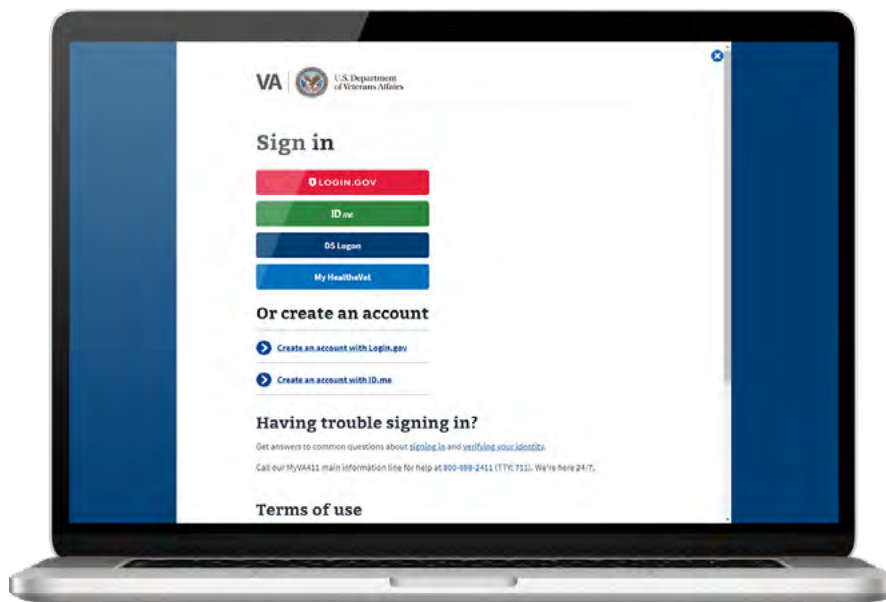 VA
U.S. Department
of Veterans Affairs
Sign in
LOGIN.GOV
ID.me
DS Logon
My HealtheVet
Or create an account
Create an account with Login.gov
Create an account with ID.me
Having trouble signing in?
Get answers to common questions about signing in and verifying your identity.
Call our MyVA411 main information line for help at 800-698-2411 (TTY: 711). We're here 24/7.
Terms of use